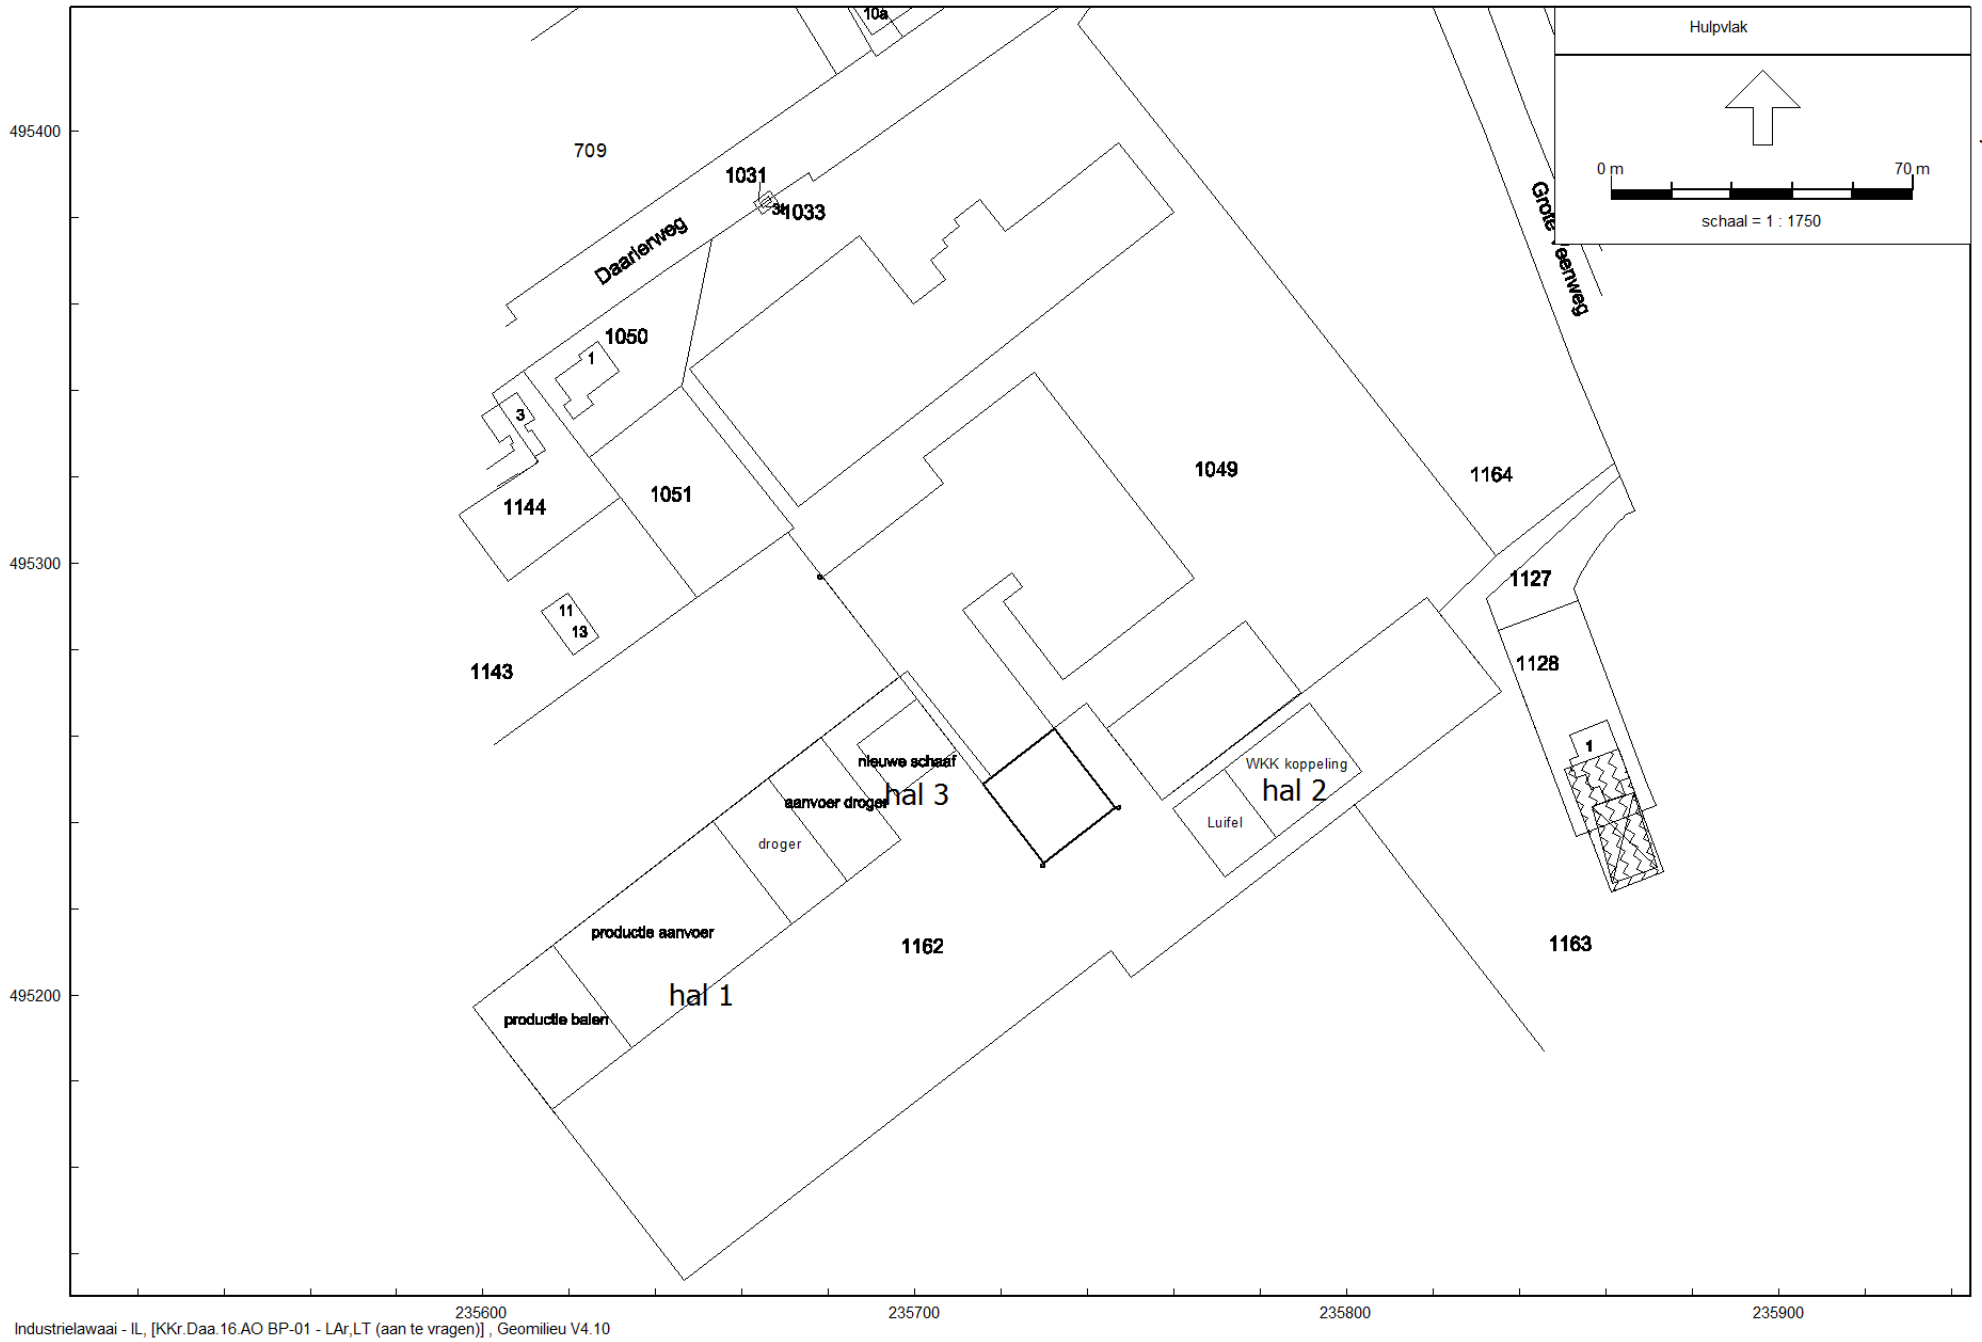 10a
Hulpvlak
495400
709
0 m
70 m
1031
31
1033
schaal = 1 : 1750
Daarlerweg
Grote Veenweg
1050
1
3
1049
1164
1051
1144
495300
1127
11
13
1128
1143
1
nieuwe schaaf
WKK koppeling
hal 3
hal 2
aanvoer droger
Luifel
droger
productie aanvoer
1162
1163
495200
hal 1
productie balen
235600
235700
235800
235900
Industrielawaai - IL, [KKr.Daa.16.AO BP-01 - LAr,LT (aan te vragen)] , Geomilieu V4.10